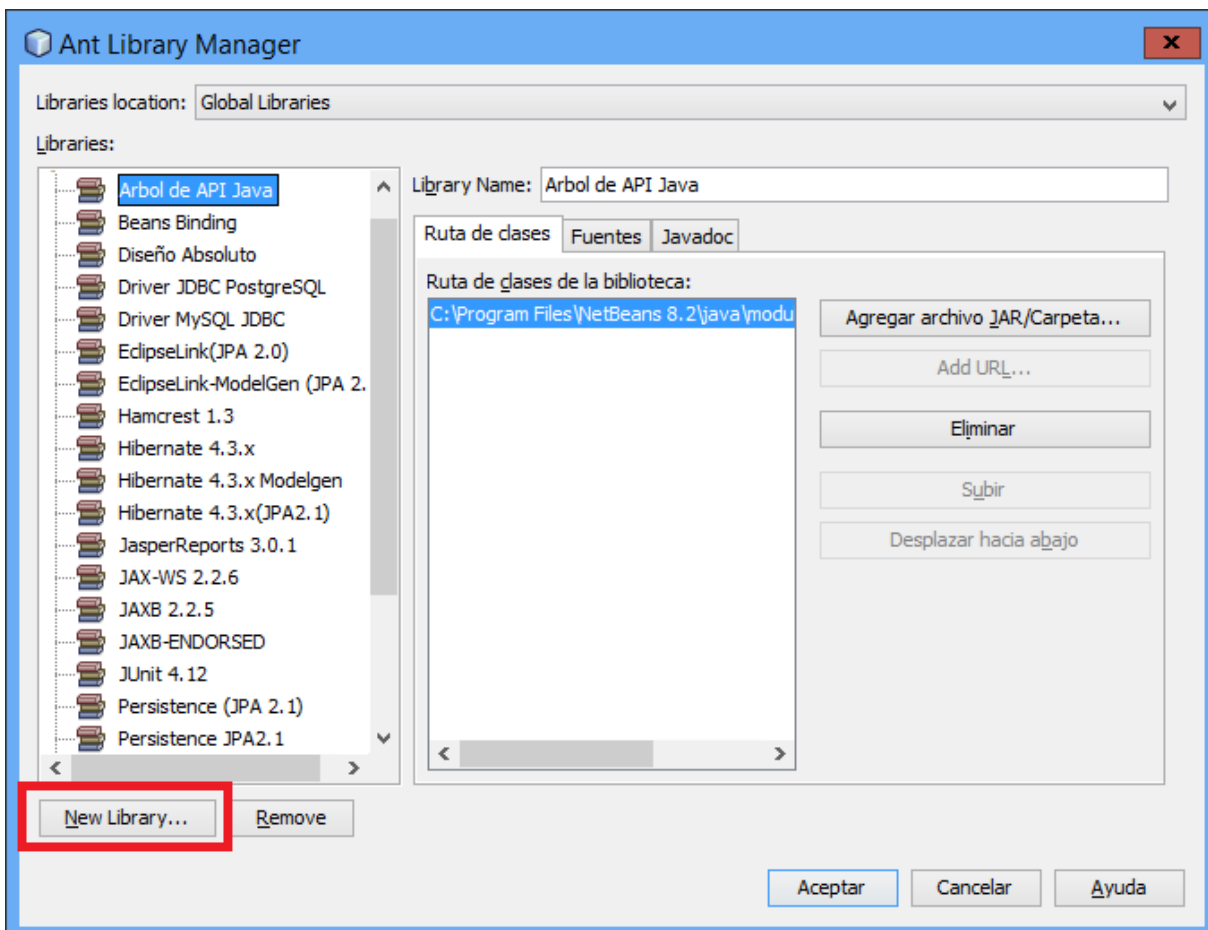 Ant Library Manager
Libraries location: Global Libraries
Libraries:
Arbol de API Java
Beans Binding
Diseño Absoluto
Driver JDBC PostgreSQL
Driver MySQL JDBC
EclipseLink(JPA 2.0)
EclipseLink-ModelGen (JPA 2.
Hamcrest 1.3
Hibernate 4.3.x
Hibernate 4.3.x Modelgen
Hibernate 4.3.x(JPA2.1)
JasperReports 3.0.1
JAX-WS 2.2.6
JAXB 2.2.5
JAXB-ENDORSED
JUnit 4.12
Persistence (JPA 2.1)
Persistence JPA2.1
New Library...
Remove
Library Name: Arbol de API Java
Ruta de clases Fuentes Javadoc
Ruta de clases de la biblioteca:
C:\Program Files\NetBeans 8.2\java\modu
Agregar archivo JAR/Carpeta...
Add URL...
Eliminar
Subir
Desplazar hacia abajo
Aceptar
Cancelar
Ayuda